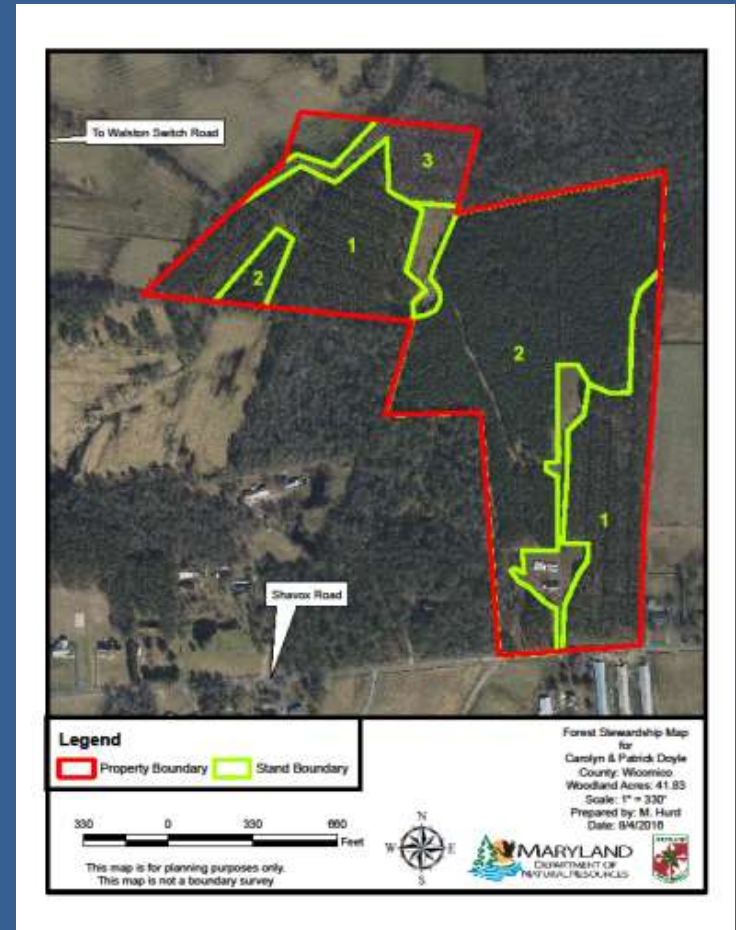 To Walston Switch Road
3
1
2
2
1
Shavox Road
Legend
Property Boundary
Stand Boundary
330 0 330 660
Feet
This map is for planning purposes only.
This map is not a boundary survey
N
W E
S
Forest Stewardship Map
for
Carolyn & Patrick Doyle
County: Wicomico
Woodland Acres: 41.83
Scale: 1" = 330'
Prepared by: M. Hurd
Date: 8/4/2016
MARYLAND
DEPARTMENT OF
NATURAL RESOURCES